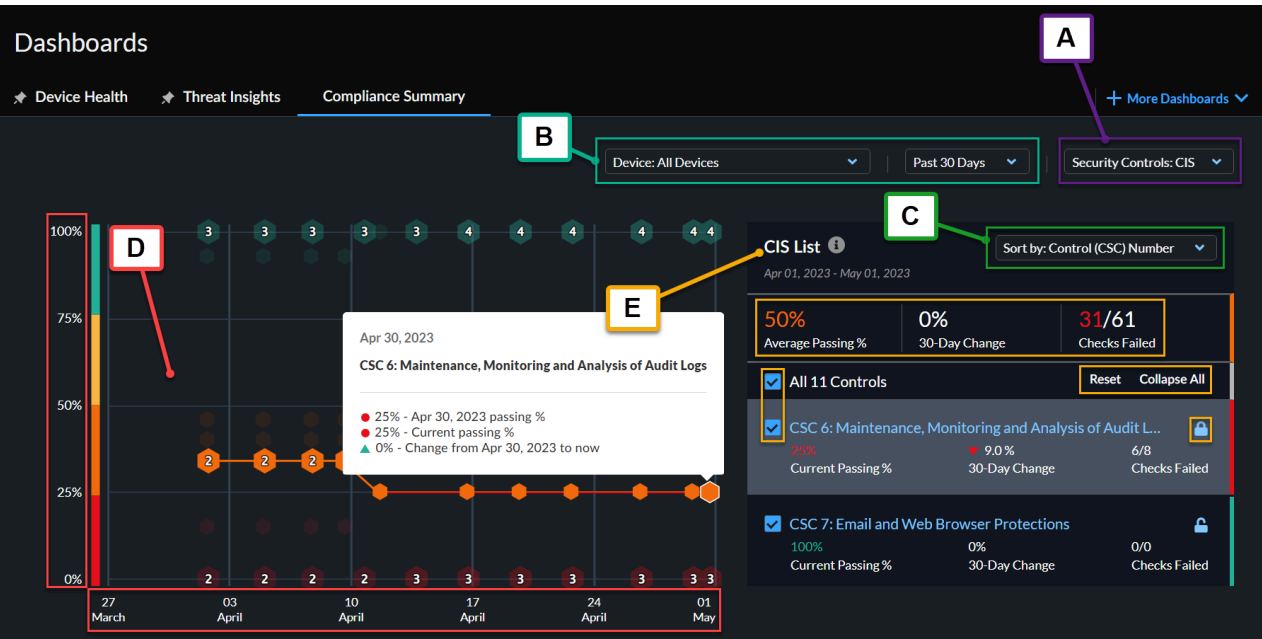 Dashboards
A
Device Health
Threat Insights
Compliance Summary
+ More Dashboards
B
Device: All Devices
Past 30 Days
Security Controls: CIS
C
Sort by: Control (CSC) Number
D
E
CIS List
Apr 01, 2023 - May 01, 2023
100%
75%
50%
25%
0%
3 3 3 3 3 4 4 4 4 4 4
2 2 2 2
2 2 2 2 3 3 3 3 3 3 3
27 March
03 April
10 April
17 April
24 April
01 May
Apr 30, 2023
CSC 6: Maintenance, Monitoring and Analysis of Audit Logs
25% - Apr 30, 2023 passing %
25% - Current passing %
0% - Change from Apr 30, 2023 to now
50% 0% 31/61
Average Passing % 30-Day Change Checks Failed
All 11 Controls Reset Collapse All
CSC 6: Maintenance, Monitoring and Analysis of Audit L...
25% 9.0 % 6/8
Current Passing % 30-Day Change Checks Failed
CSC 7: Email and Web Browser Protections
100% 0% 0/0
Current Passing % 30-Day Change Checks Failed